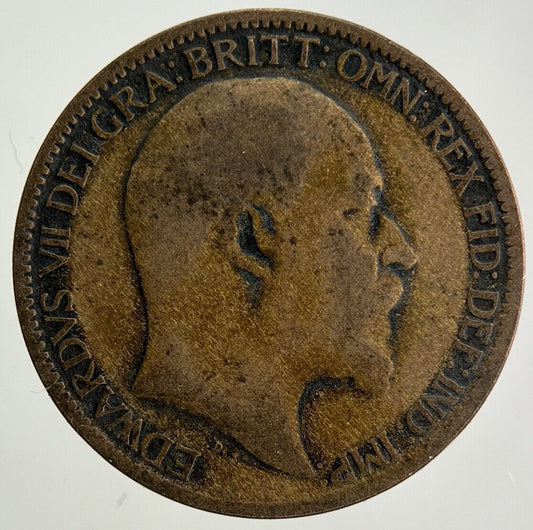 EDWARDVS VII DEI GRA: BRITT: OMN: REX FID: DEF: IND: IMP: